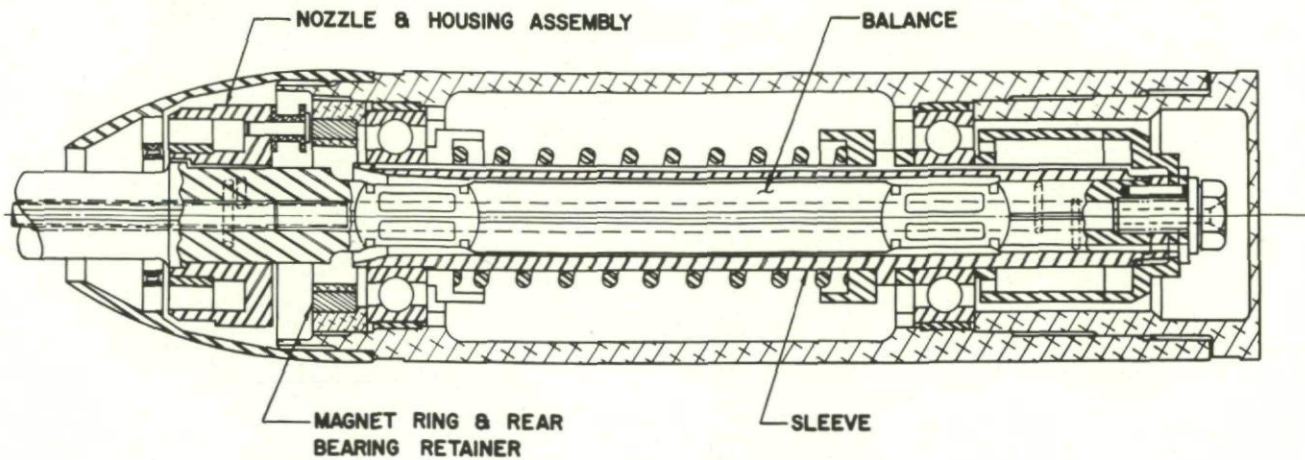 NOZZLE & HOUSING ASSEMBLY
BALANCE
MAGNET RING & REAR
BEARING RETAINER
SLEEVE